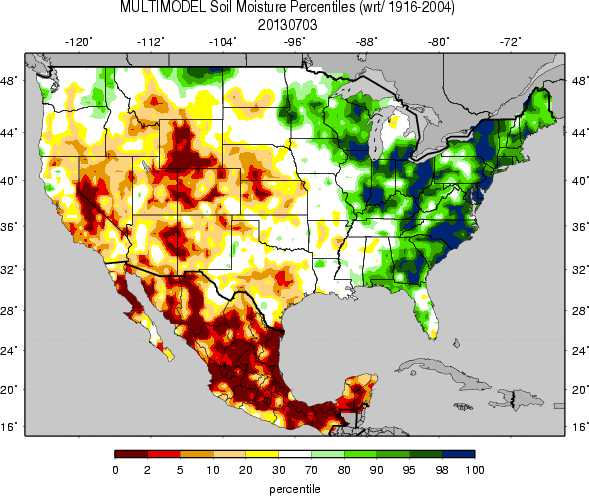 MULTIMODEL Soil Moisture Percentiles (wrt/ 1916-2004)
20130703
-120° -112° -104° -96° -88° -80° -72°
48° 48°
44° 44°
40° 40°
36° 36°
32° 32°
28° 28°
24° 24°
20° 20°
16° 16°
0 2 5 10 20 30 70 80 90 95 98 100
percentile